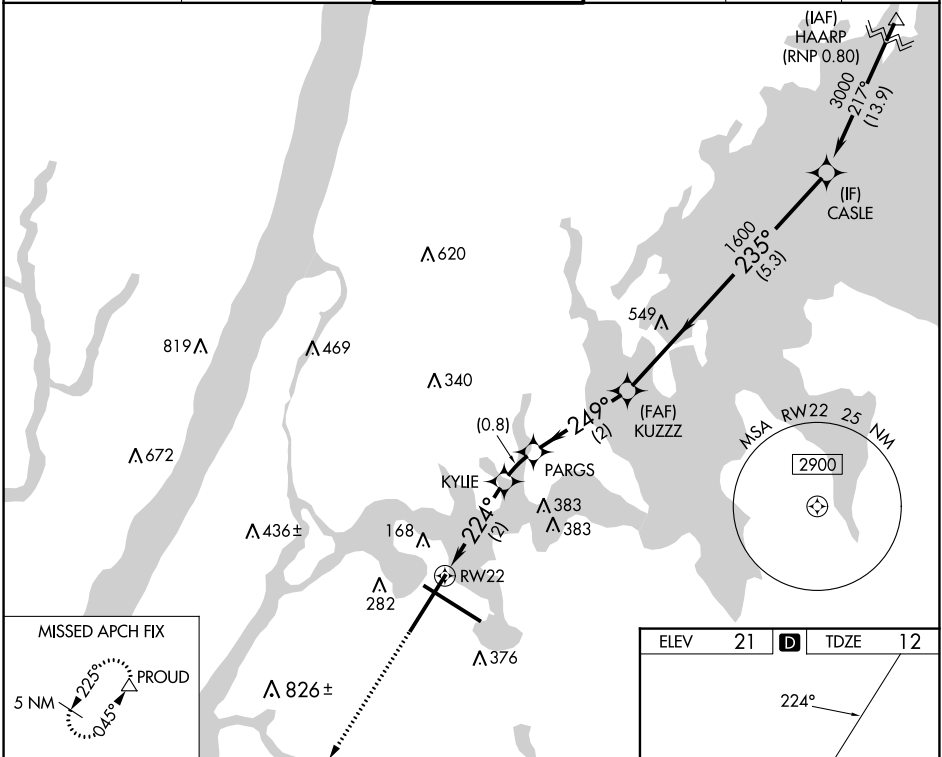 (IAF)
HAARP
(RNP 0.80)
3000
217°
(13.9)
(IF)
CASLE
1600
235°
(5.3)
620
549
819
469
340
(FAF)
KUZZZ
249°
(2)
(0.8)
PARGS
KYLIE
672
383
383
224°
(2)
436±
168
RW22
282
376
826±
MSA RW22 25 NM
2900
MISSED APCH FIX
PROUD
5 NM
225°
045°
ELEV 21 D TDZE 12
224°